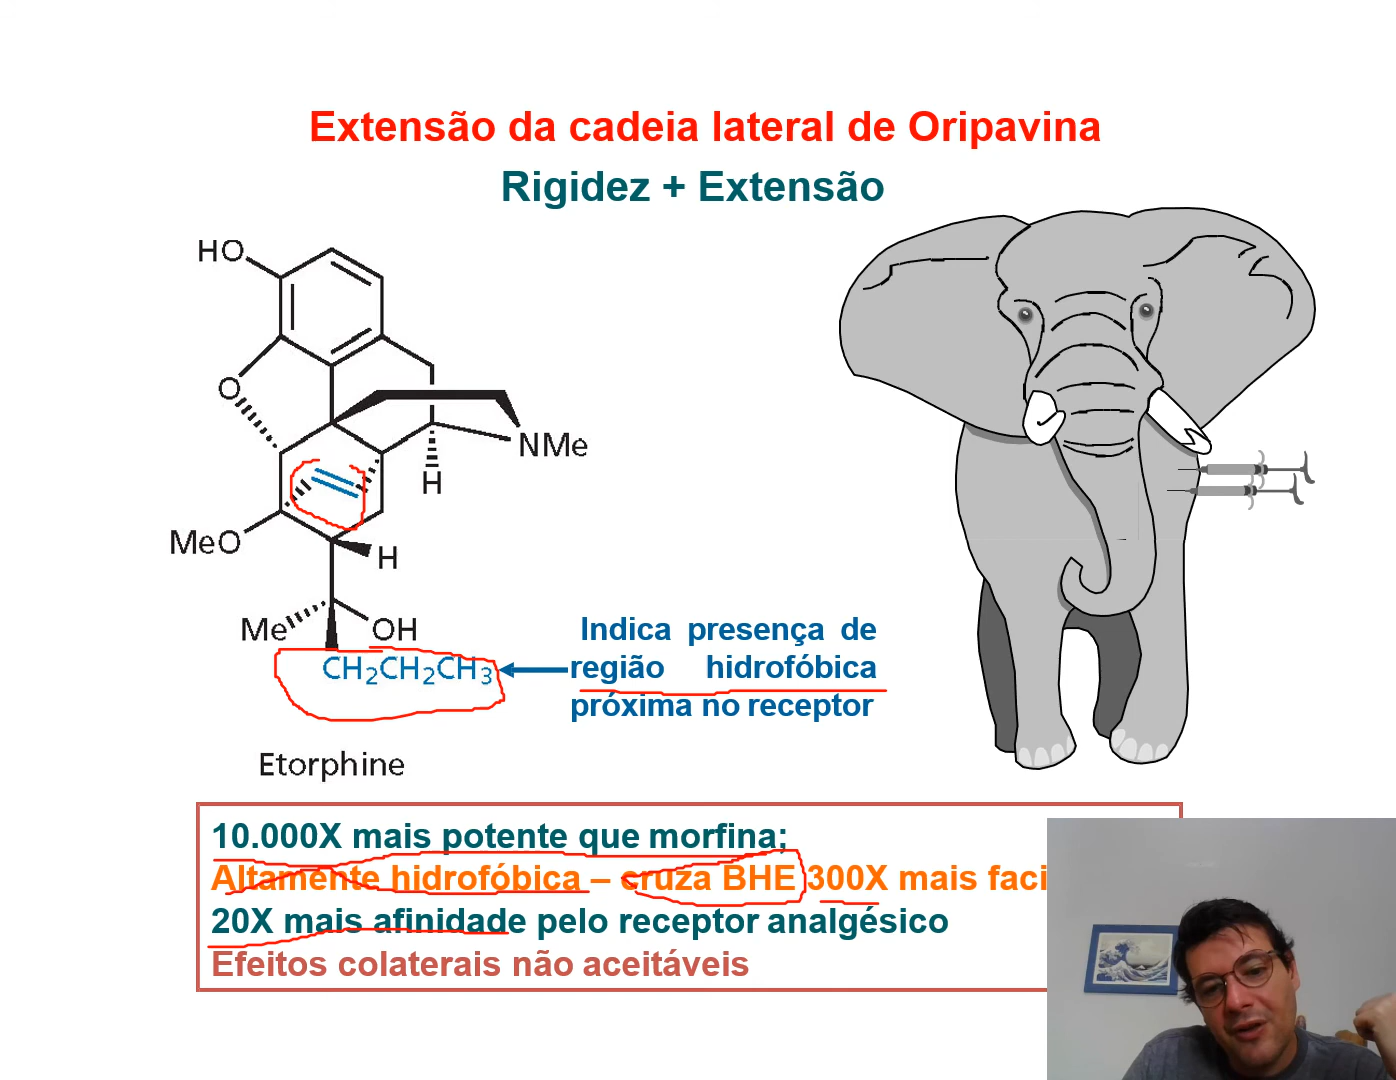 Extensão da cadeia lateral de Oripavina
Rigidez + Extensão
HO
O
NMe
H
MeO
H
Me
OH
CH₂CH₂CH₃
Indica presença de
região hidrofóbica
próxima no receptor
Etorphine
10.000X mais potente que morfina;
Altamente hidrofóbica – cruza BHE 300X mais faci
20X mais afinidade pelo receptor analgésico
Efeitos colaterais não aceitáveis